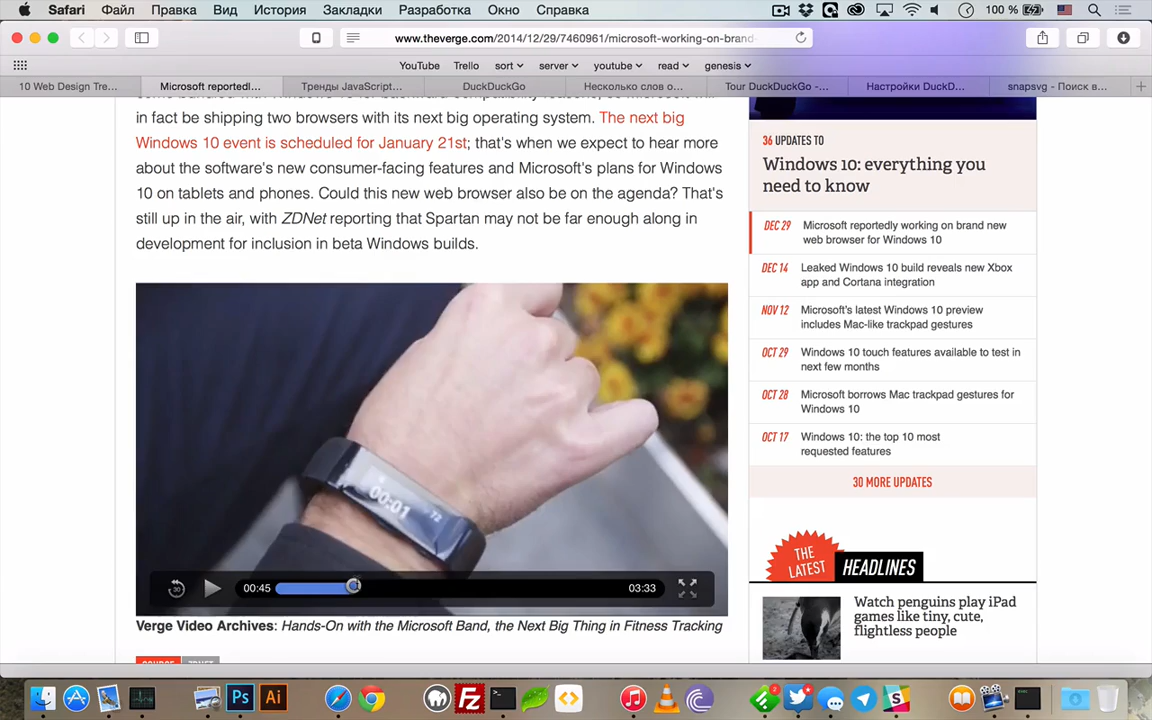 Safari Файл Правка Вид История Закладки Разработка Окно Справка 100 %
www.theverge.com/2014/12/29/7460961/microsoft-working-on-brand-
YouTube Trello sort server youtube read genesis
10 Web Design Tre... Microsoft reportedl... Тренды JavaScript... DuckDuckGo Несколько слов о... Tour DuckDuckGo -... Настройки DuckD... snapsvg - Поиск в...
in fact be shipping two browsers with its next big operating system. The next big
Windows 10 event is scheduled for January 21st; that's when we expect to hear more
about the software's new consumer-facing features and Microsoft's plans for Windows
10 on tablets and phones. Could this new web browser also be on the agenda? That's
still up in the air, with ZDNet reporting that Spartan may not be far enough along in
development for inclusion in beta Windows builds.
00:01
72
00:45 03:33
30
Verge Video Archives: Hands-On with the Microsoft Band, the Next Big Thing in Fitness Tracking
SOURCE ZDNET
36 UPDATES TO
Windows 10: everything you
need to know
DEC 29 Microsoft reportedly working on brand new
web browser for Windows 10
DEC 14 Leaked Windows 10 build reveals new Xbox
app and Cortana integration
NOV 12 Microsoft's latest Windows 10 preview
includes Mac-like trackpad gestures
OCT 29 Windows 10 touch features available to test in
next few months
OCT 28 Microsoft borrows Mac trackpad gestures for
Windows 10
OCT 17 Windows 10: the top 10 most
requested features
30 MORE UPDATES
THE
LATEST HEADLINES
Watch penguins play iPad
games like tiny, cute,
flightless people
Ps Ai Fz